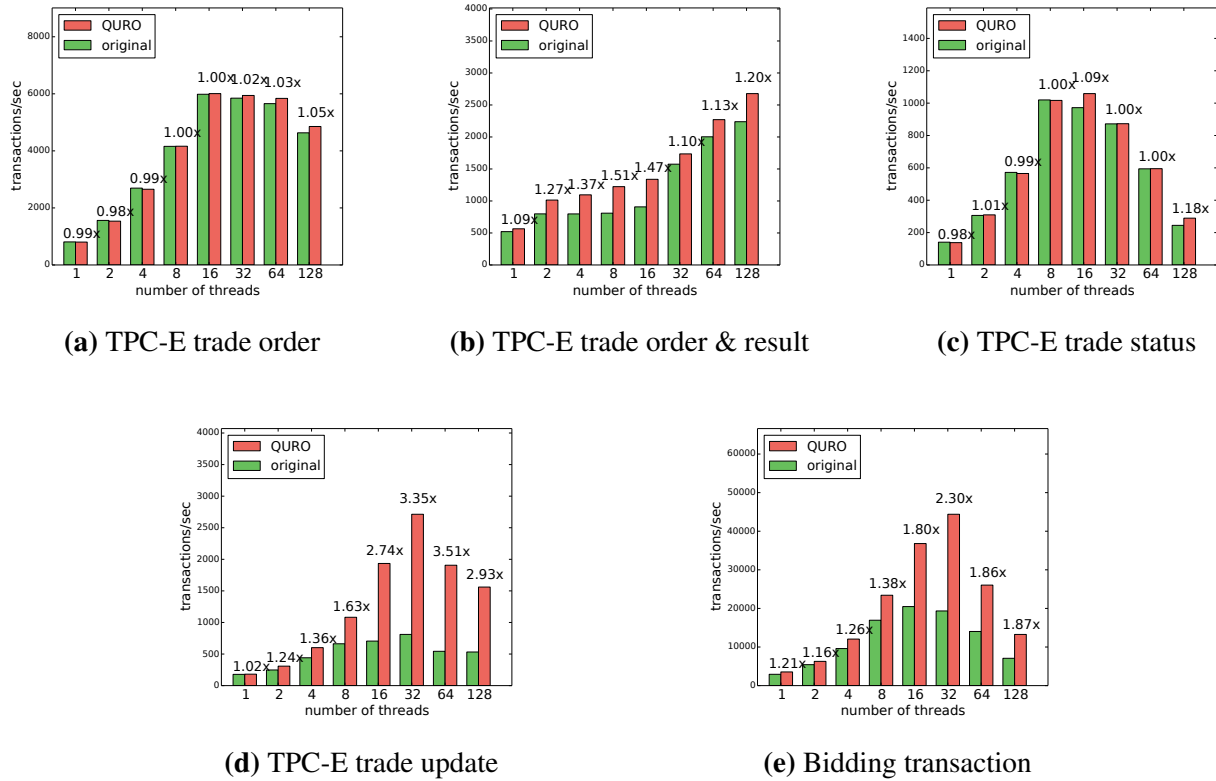 8000
6000
4000
2000
0
transactions/sec
QURO
original
0.99x
0.98x
0.99x
1.00x
1.00x
1.02x
1.03x
1.05x
1 2 4 8 16 32 64 128
number of threads
(a) TPC-E trade order
4000
3500
3000
2500
2000
1500
1000
500
0
transactions/sec
QURO
original
1.09x
1.27x
1.37x
1.51x
1.47x
1.10x
1.13x
1.20x
1 2 4 8 16 32 64 128
number of threads
(b) TPC-E trade order & result
1400
1200
1000
800
600
400
200
0
transactions/sec
QURO
original
0.98x
1.01x
0.99x
1.00x
1.09x
1.00x
1.00x
1.18x
1 2 4 8 16 32 64 128
number of threads
(c) TPC-E trade status
4000
3500
3000
2500
2000
1500
1000
500
0
transactions/sec
QURO
original
1.02x
1.24x
1.36x
1.63x
2.74x
3.35x
3.51x
2.93x
1 2 4 8 16 32 64 128
number of threads
(d) TPC-E trade update
60000
50000
40000
30000
20000
10000
0
transactions/sec
QURO
original
1.21x
1.16x
1.26x
1.38x
1.80x
2.30x
1.86x
1.87x
1 2 4 8 16 32 64 128
number of threads
(e) Bidding transaction